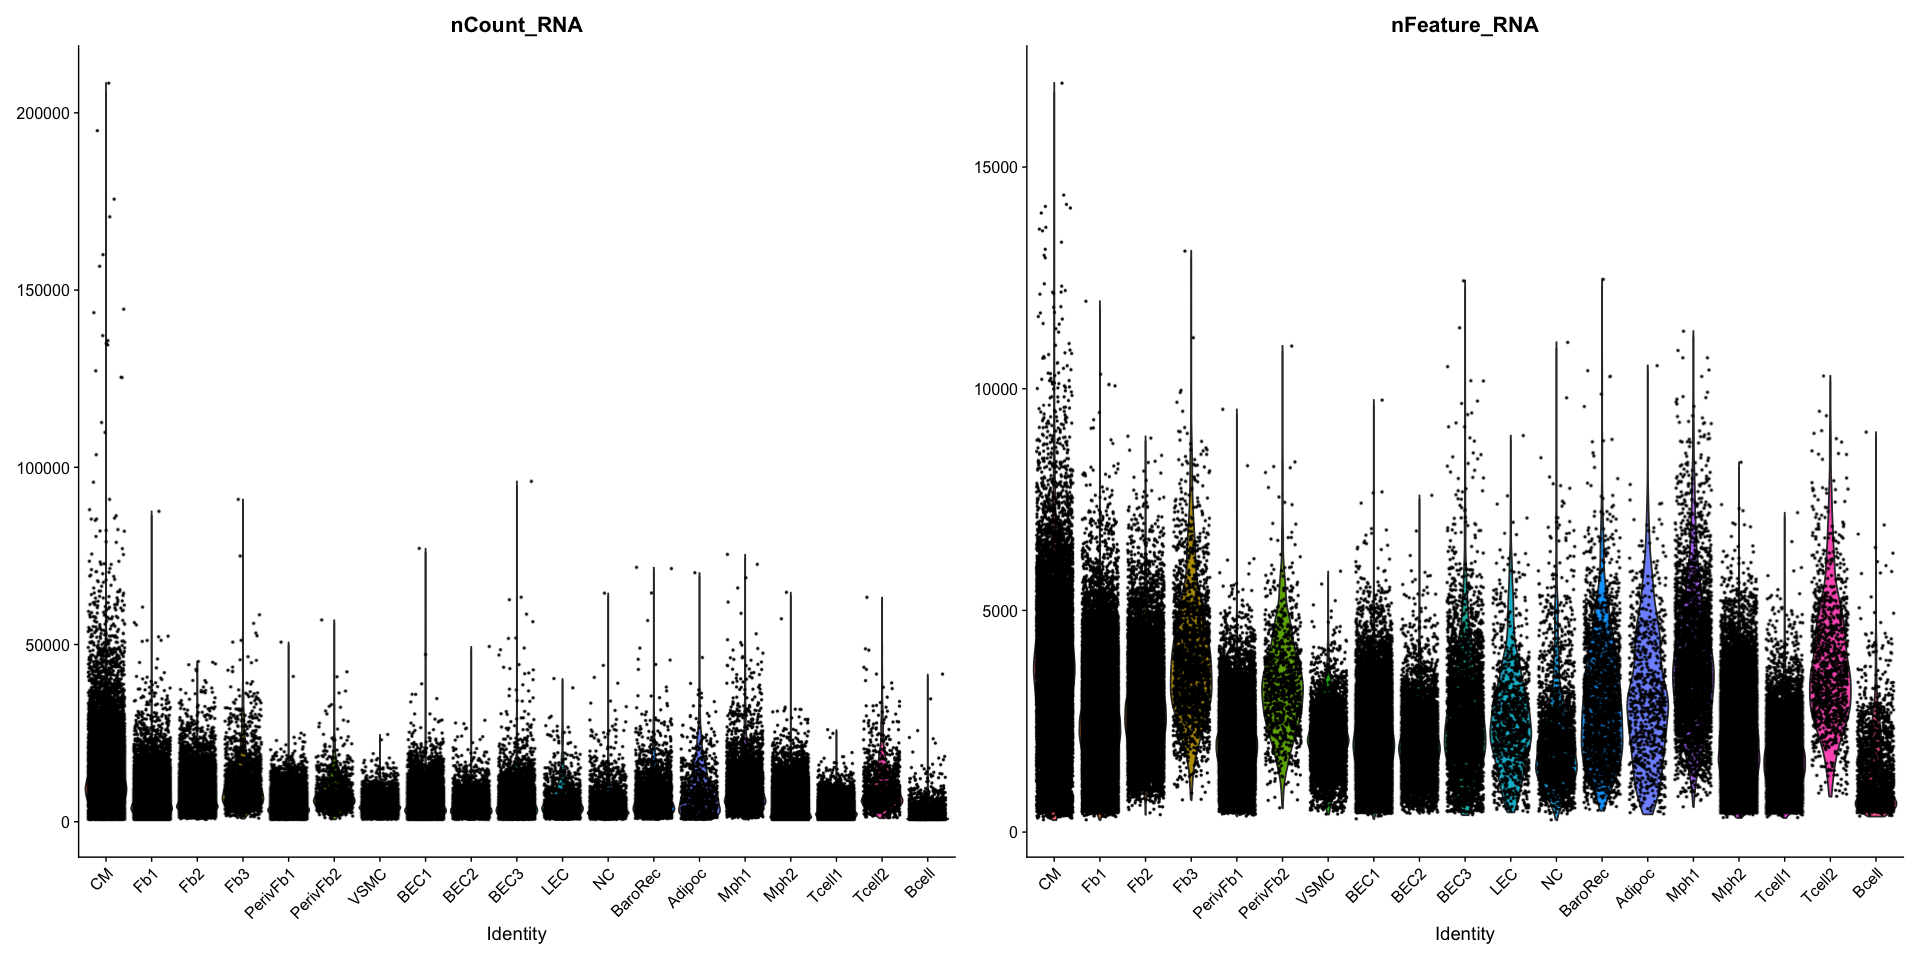 nCount_RNA
200000
150000
100000
50000
0
CM
Fb1
Fb2
Fb3
PerivFb1
PerivFb2
VSMC
BEC1
BEC2
BEC3
LEC
NC
BaroRec
Adipoc
Mph1
Mph2
Tcell1
Tcell2
Bcell
Identity
nFeature_RNA
15000
10000
5000
0
CM
Fb1
Fb2
Fb3
PerivFb1
PerivFb2
VSMC
BEC1
BEC2
BEC3
LEC
NC
BaroRec
Adipoc
Mph1
Mph2
Tcell1
Tcell2
Bcell
Identity